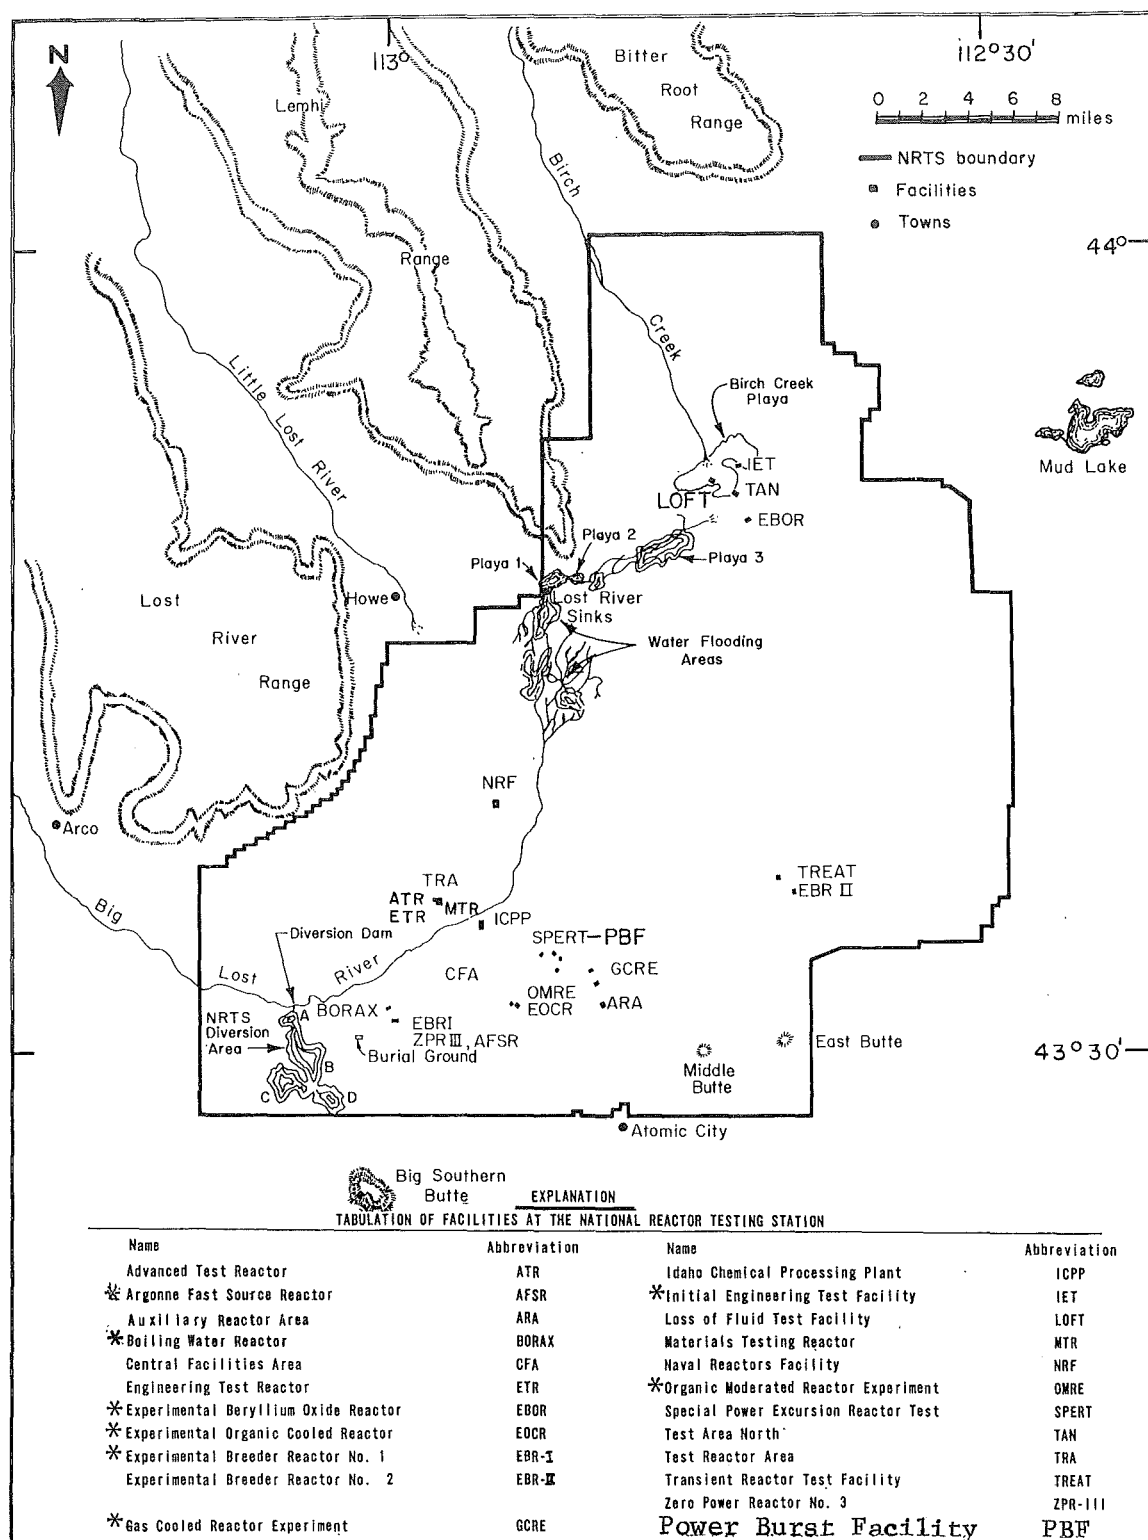 N
113°
112°30'
Bitter
Root
Range
0 2 4 6 8 miles
NRTS boundary
Facilities
Towns
Lemhi
Range
Birch
Creek
44°
Little Lost River
Birch Creek
Playa
IET
TAN
LOFT
EBOR
Mud Lake
Playa 1
Playa 2
Playa 3
Howe
Lost River
Sinks
Water Flooding
Areas
Lost
River
Range
Arco
NRF
TRA
ATR
ETR
MTR
ICPP
TREAT
EBR II
Big
Lost
River
Diversion Dam
SPERT—PBF
CFA
GCRE
OMRE
EOCR
ARA
NRTS
Diversion
Area
A
B
C
D
BORAX
EBRI
ZPR III, AFSR
Burial Ground
East Butte
Middle
Butte
43°30'
Atomic City
Big Southern
Butte
EXPLANATION
TABULATION OF FACILITIES AT THE NATIONAL REACTOR TESTING STATION
Name Abbreviation Name Abbreviation
Advanced Test Reactor ATR Idaho Chemical Processing Plant ICPP
* Argonne Fast Source Reactor AFSR * Initial Engineering Test Facility IET
Auxiliary Reactor Area ARA Loss of Fluid Test Facility LOFT
* Boiling Water Reactor BORAX Materials Testing Reactor MTR
Central Facilities Area CFA Naval Reactors Facility NRF
Engineering Test Reactor ETR * Organic Moderated Reactor Experiment OMRE
* Experimental Beryllium Oxide Reactor EBOR Special Power Excursion Reactor Test SPERT
* Experimental Organic Cooled Reactor EOCR Test Area North TAN
* Experimental Breeder Reactor No. 1 EBR-I Test Reactor Area TRA
Experimental Breeder Reactor No. 2 EBR-II Transient Reactor Test Facility TREAT
Zero Power Reactor No. 3 ZPR-III
* Gas Cooled Reactor Experiment GCRE Power Burst Facility PBF